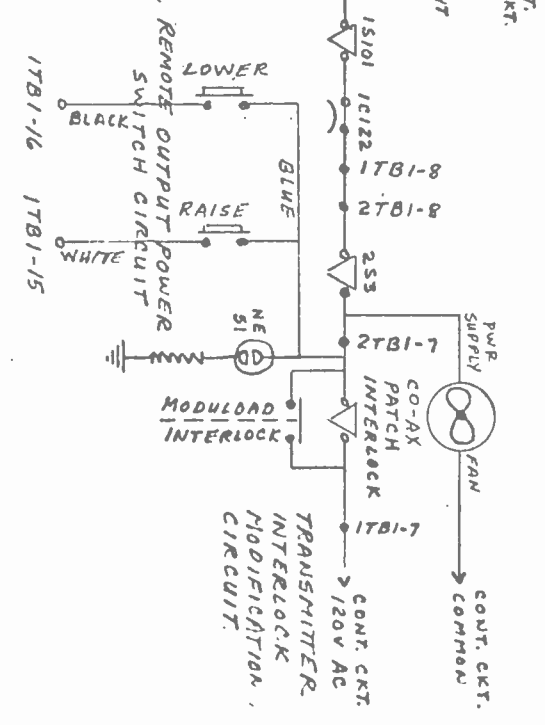 T.
KT.
IT
1S101
1C122
1TB1-8
2TB1-8
2S3
2TB1-7
1TB1-7
PWR
SUPPLY
FAN
CO-AX
PATCH
INTERLOCK
CONT. CKT.
COMMON
CONT. CKT.
120V AC
LOWER
RAISE
BLACK
WHITE
BLUE
1TB1-16
1TB1-15
REMOTE OUTPUT POWER
SWITCH CIRCUIT
NE
51
MODULOAD
INTERLOCK
TRANSMITTER
INTERLOCK
MODIFICATION
CIRCUIT.